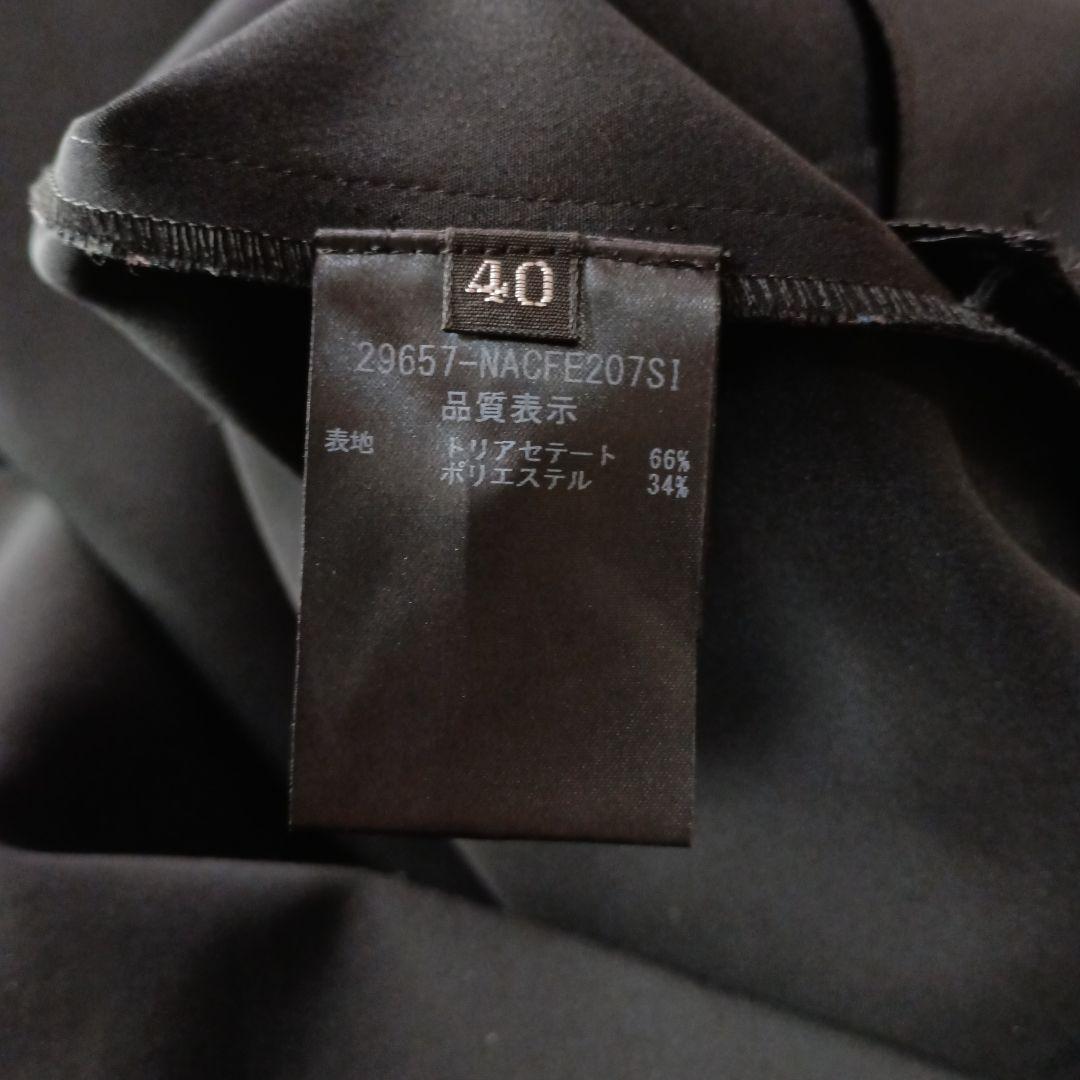 40
29657-NACFE207SI
品質表示
表地 トリアセテート 66%
ポリエステル 34%